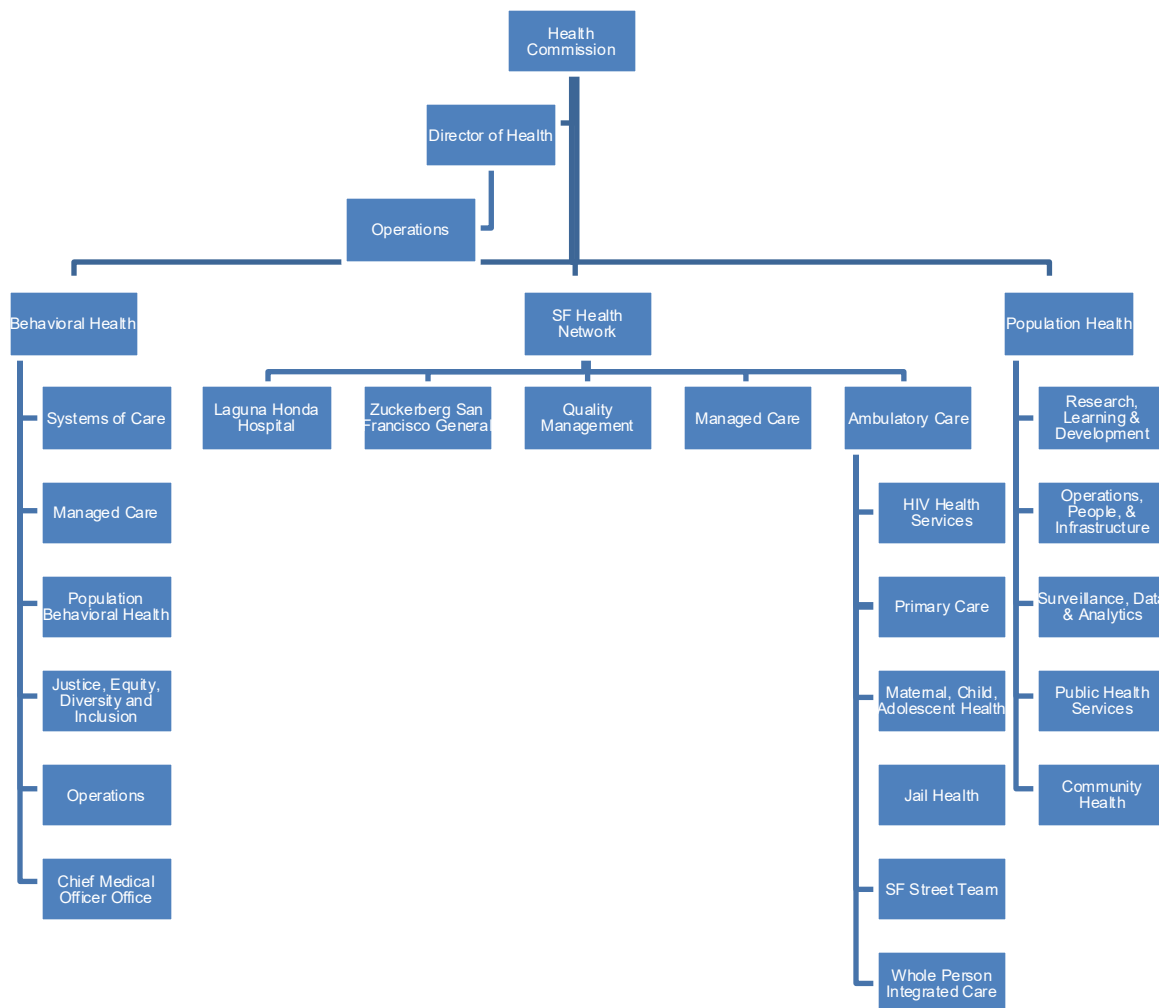 Health
Commission
Director of Health
Operations
Behavioral Health
SF Health
Network
Population Health
Systems of Care
Managed Care
Population
Behavioral Health
Justice, Equity,
Diversity and
Inclusion
Operations
Chief Medical
Officer Office
Laguna Honda
Hospital
Zuckerberg San
Francisco General
Quality
Management
Managed Care
Ambulatory Care
HIV Health
Services
Primary Care
Maternal, Child,
Adolescent Health
Jail Health
SF Street Team
Whole Person
Integrated Care
Research,
Learning &
Development
Operations,
People, &
Infrastructure
Surveillance, Data
& Analytics
Public Health
Services
Community
Health